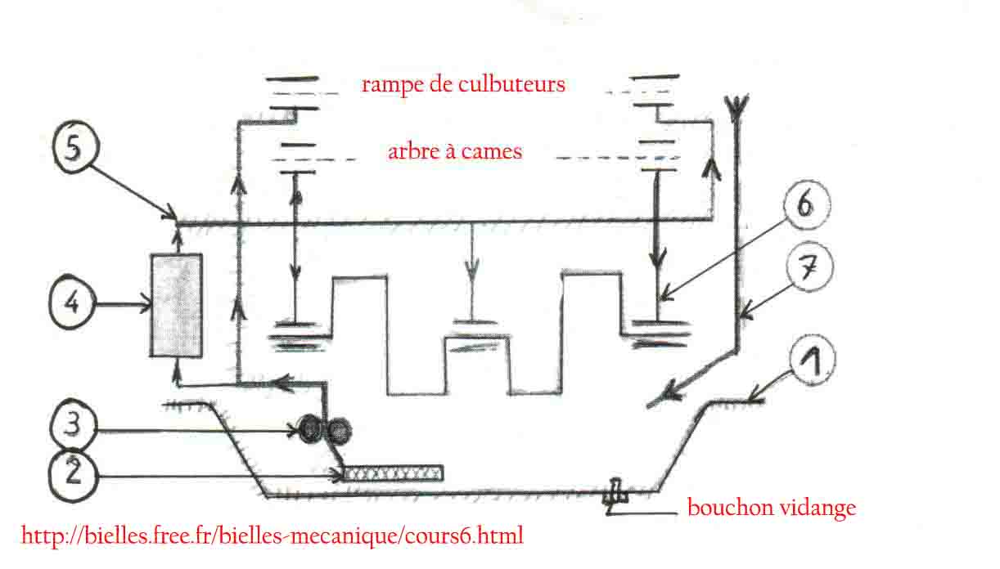 rampe de culbuteurs
5
arbre à cames
6
7
4
1
3
2
bouchon vidange
http://bielles.free.fr/bielles-mecanique/cours6.html